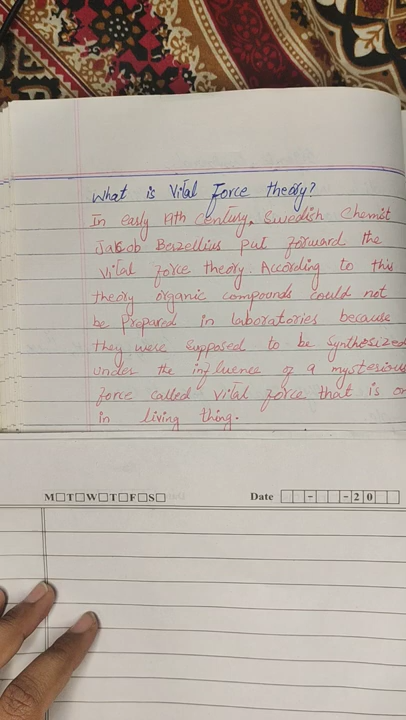 What is Vital Force theory?
In early 19th century, Swedish Chemist
Jakob Berzellius put forward the
vital force theory. According to this
theory organic compounds could not
be Prepared in laboratories because
they were supposed to be Synthesized
under the influence of a mysterious
force called vital force that is
in living thing.
M T W T F S
Date - -20